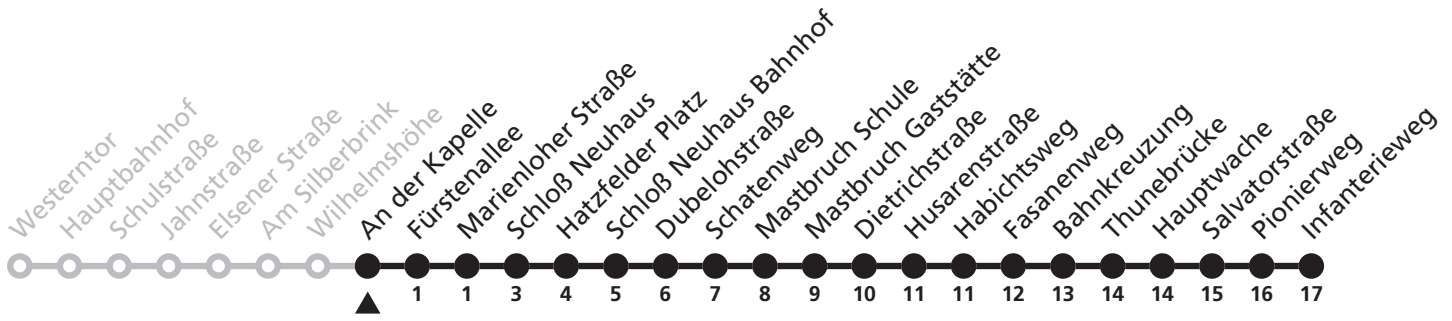 Westerntor
Hauptbahnhof
Schulstraße
Jahnstraße
Elsener Straße
Am Silberbrink
Wilhelmshöhe
An der Kapelle
Fürstenallee
Marienloher Straße
Schloß Neuhaus
Hatzfelder Platz
Schloß Neuhaus Bahnhof
Dubelohstraße
Schatenweg
Mastbruch Schule
Mastbruch Gaststätte
Dietrichstraße
Husarenstraße
Habichtsweg
Fasanenweg
Bahnkreuzung
Thunebrücke
Hauptwache
Salvatorstraße
Pionierweg
Infanterieweg
1 1 3 4 5 6 7 8 9 10 11 11 12 13 14 14 15 16 17